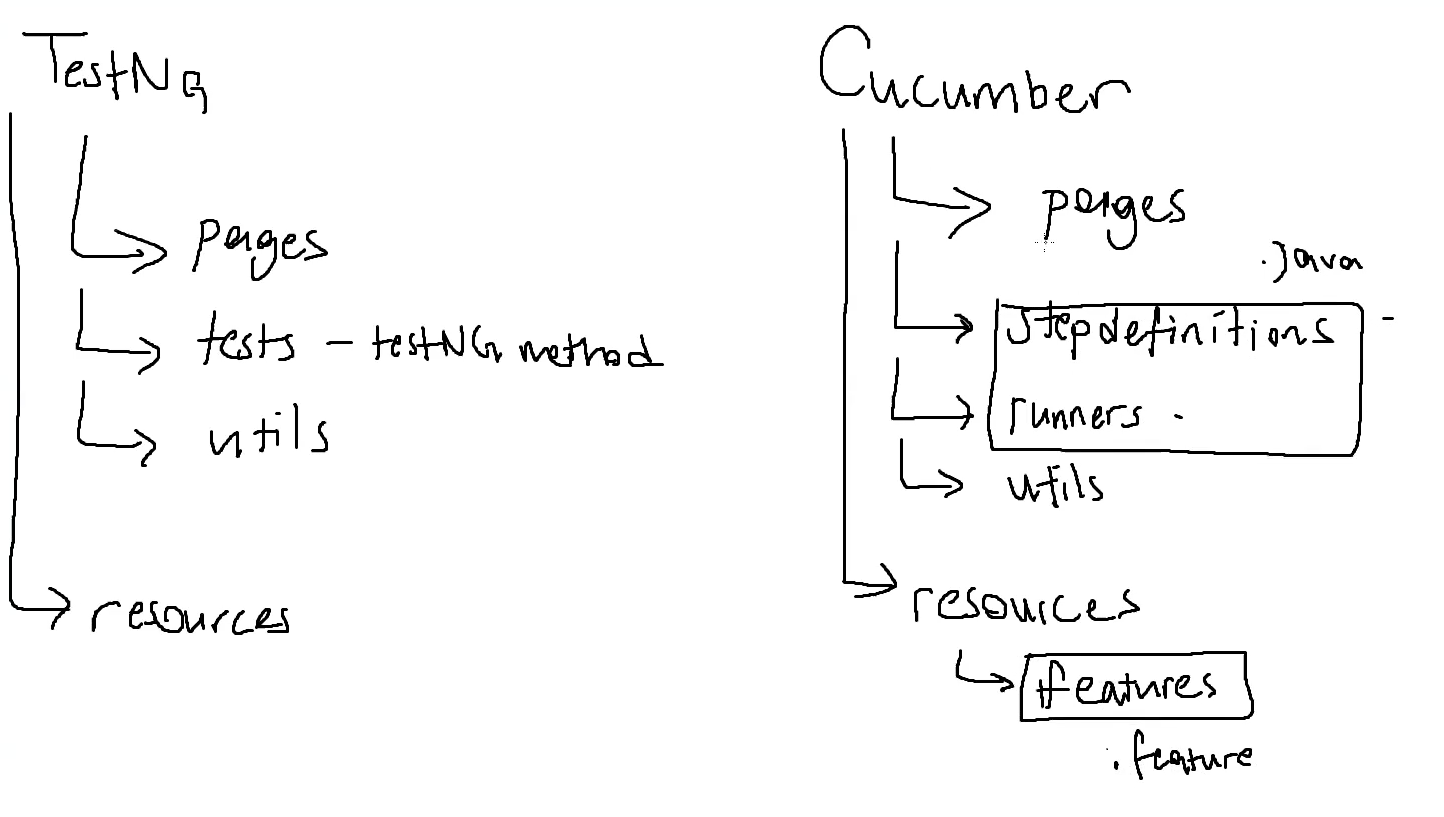 TestNG
pages
tests - testNG method
utils
resources
Cucumber
pages
.java
stepdefinitions -
runners -
utils
resources
features
.feature